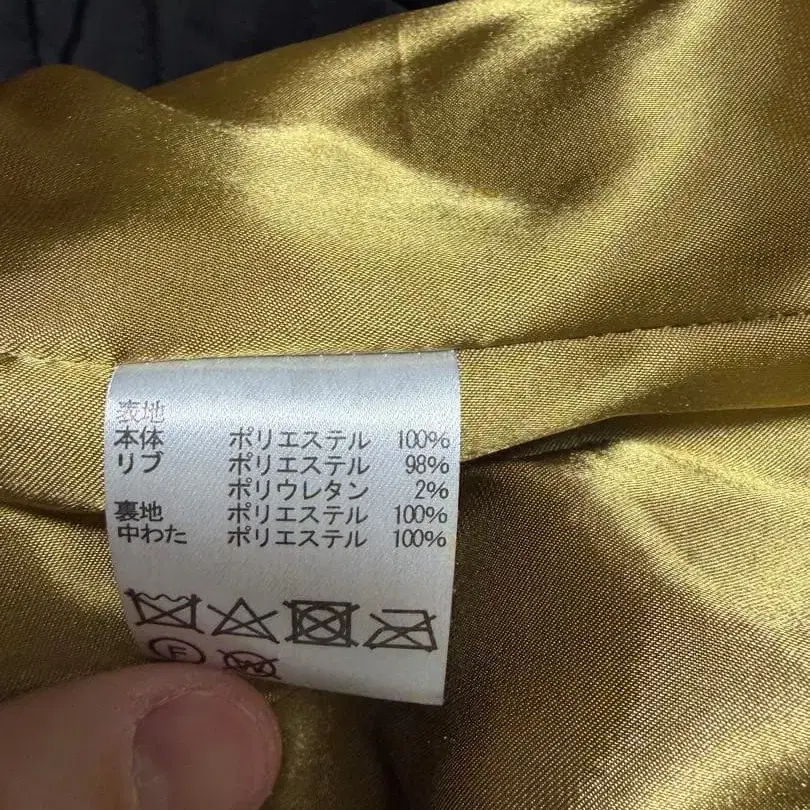 表地
本体 ポリエステル 100%
リブ ポリエステル 98%
ポリウレタン 2%
裏地 ポリエステル 100%
中わた ポリエステル 100%
F W